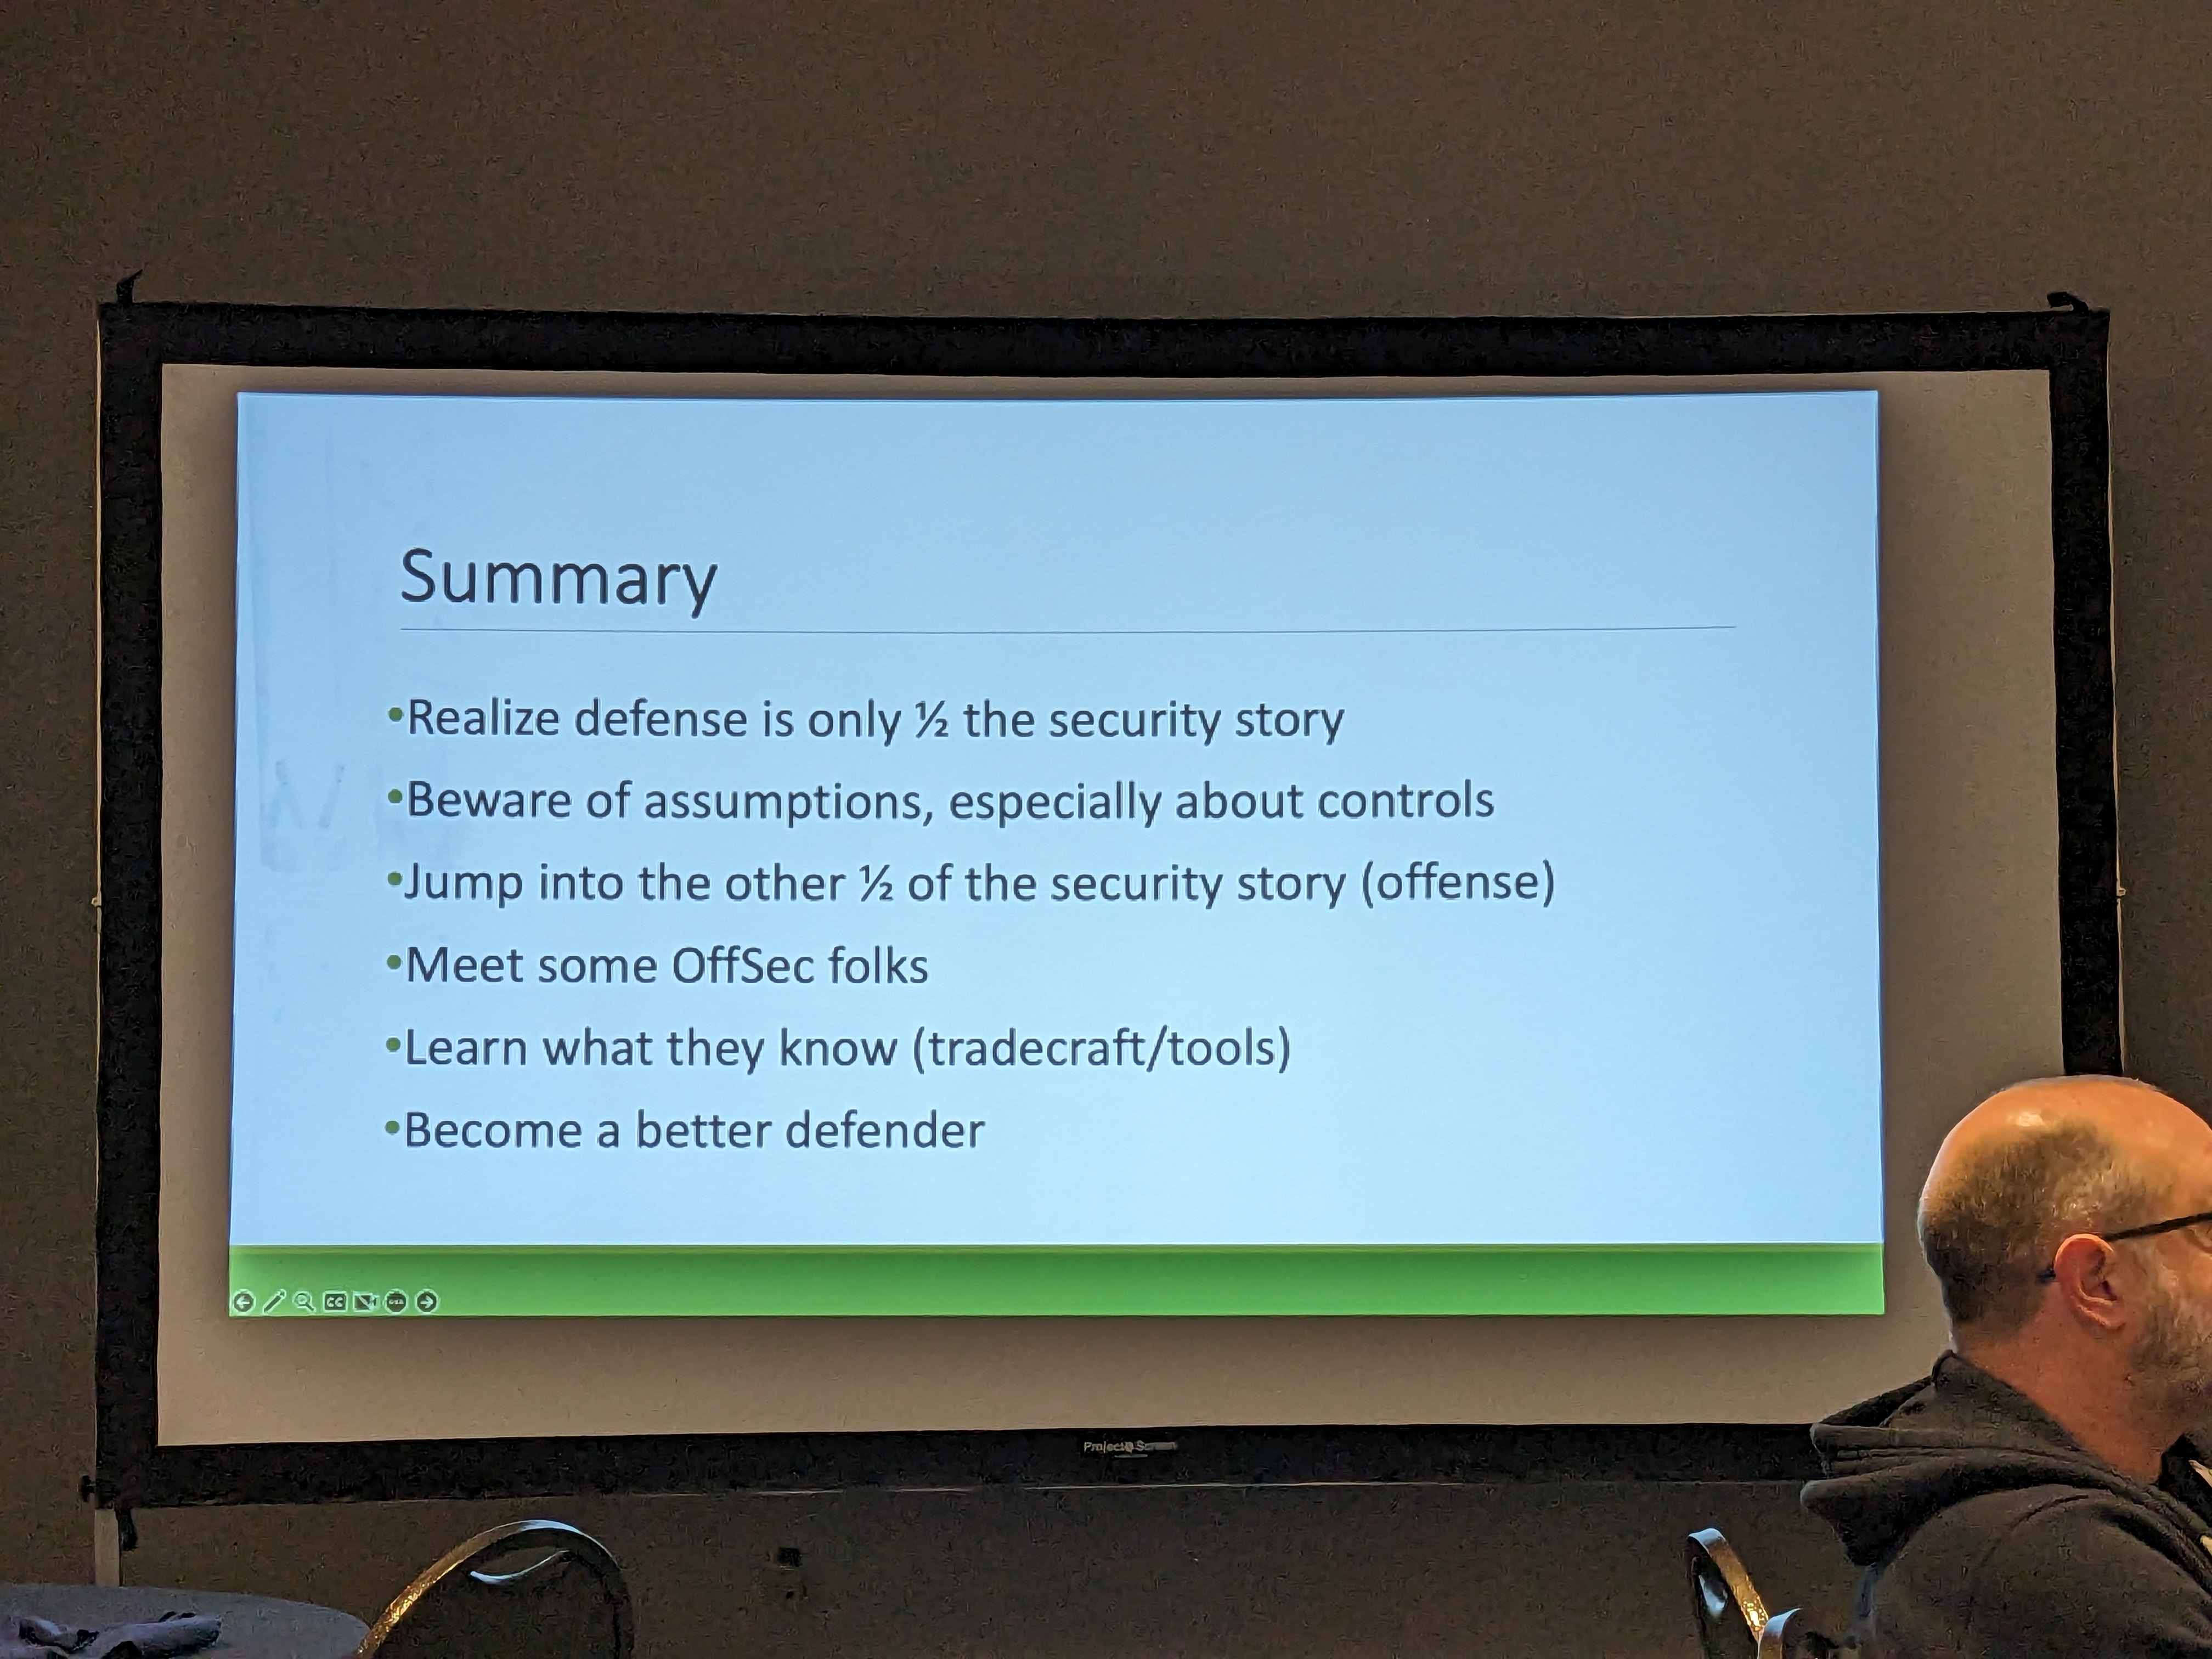 Summary
•Realize defense is only ½ the security story
•Beware of assumptions, especially about controls
•Jump into the other ½ of the security story (offense)
•Meet some OffSec folks
•Learn what they know (tradecraft/tools)
•Become a better defender
CC